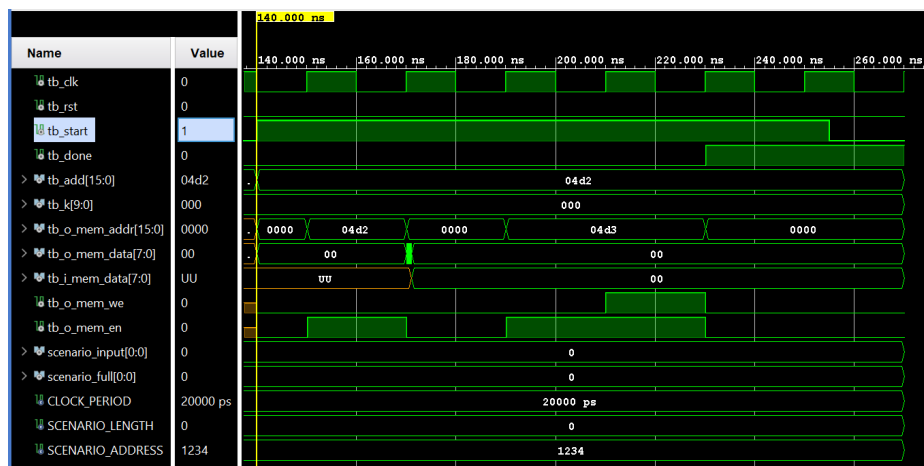 140.000 ns
Name Value
140.000 ns 160.000 ns 180.000 ns 200.000 ns 220.000 ns 240.000 ns 260.000 ns
tb_clk 0
tb_rst 0
tb_start 1
tb_done 0
tb_add[15:0] 04d2 . 04d2
tb_k[9:0] 000 000
tb_o_mem_addr[15:0] 0000 . 0000 04d2 0000 04d3 0000
tb_o_mem_data[7:0] 00 . 00 00
tb_i_mem_data[7:0] UU UU 00
tb_o_mem_we 0
tb_o_mem_en 0
scenario_input[0:0] 0 0
scenario_full[0:0] 0 0
CLOCK_PERIOD 20000 ps 20000 ps
SCENARIO_LENGTH 0 0
SCENARIO_ADDRESS 1234 1234